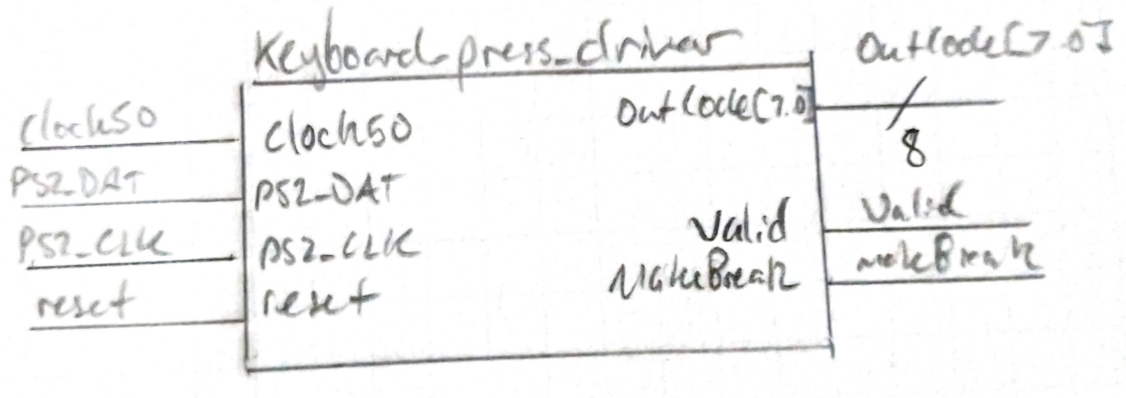 Keyboard_press_driver
OutCode[7.0]
Clock50
Clock50
OutCode[7.0]
8
PS2_DAT
PS2_DAT
Valid
Valid
PS2_CLK
PS2_CLK
MakeBreak
makeBreak
reset
reset